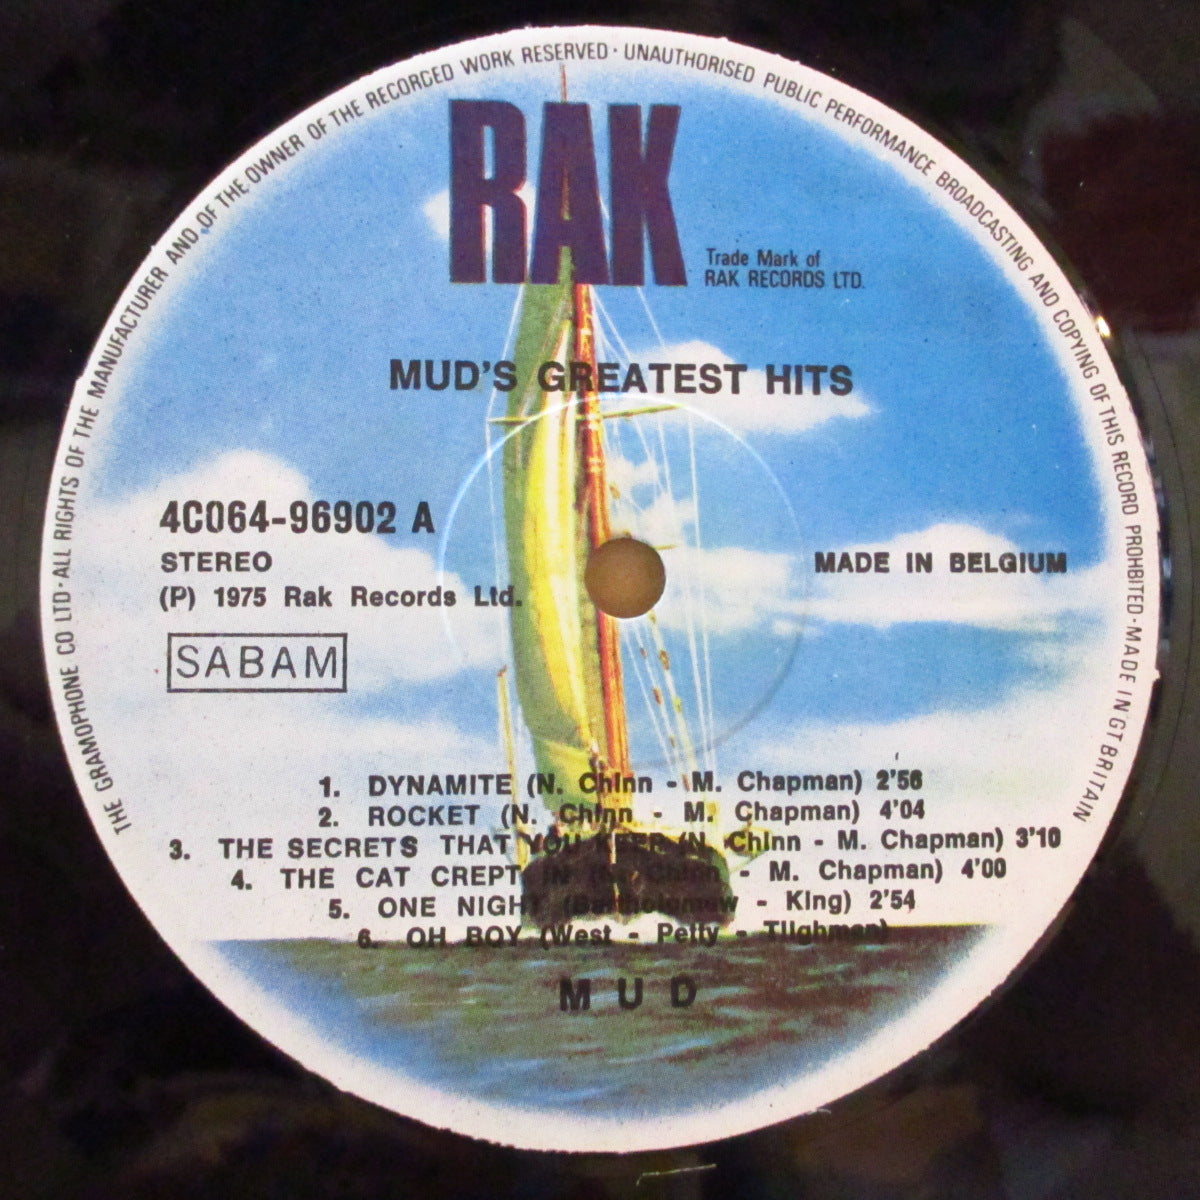 THE GRAMOPHONE CO LTD · ALL RIGHTS OF THE MANUFACTURER AND OF THE OWNER OF THE RECORDED WORK RESERVED · UNAUTHORISED PUBLIC PERFORMANCE BROADCASTING AND COPYING OF THIS RECORD PROHIBITED · MADE IN GT BRITAIN
RAK
Trade Mark of
RAK RECORDS LTD.
MUD'S GREATEST HITS
4C064-96902 A
STEREO
(P) 1975 Rak Records Ltd.
SABAM
MADE IN BELGIUM
1. DYNAMITE (N. Chinn - M. Chapman) 2'56
2. ROCKET (N. Chinn - M. Chapman) 4'04
3. THE SECRETS THAT YOU KEEP (N. Chinn - M. Chapman) 3'10
4. THE CAT CREPT IN (N. Chinn - M. Chapman) 4'00
5. ONE NIGHT (Bartholomew - King) 2'54
6. OH BOY (West - Petty - Tilghman)
MUD